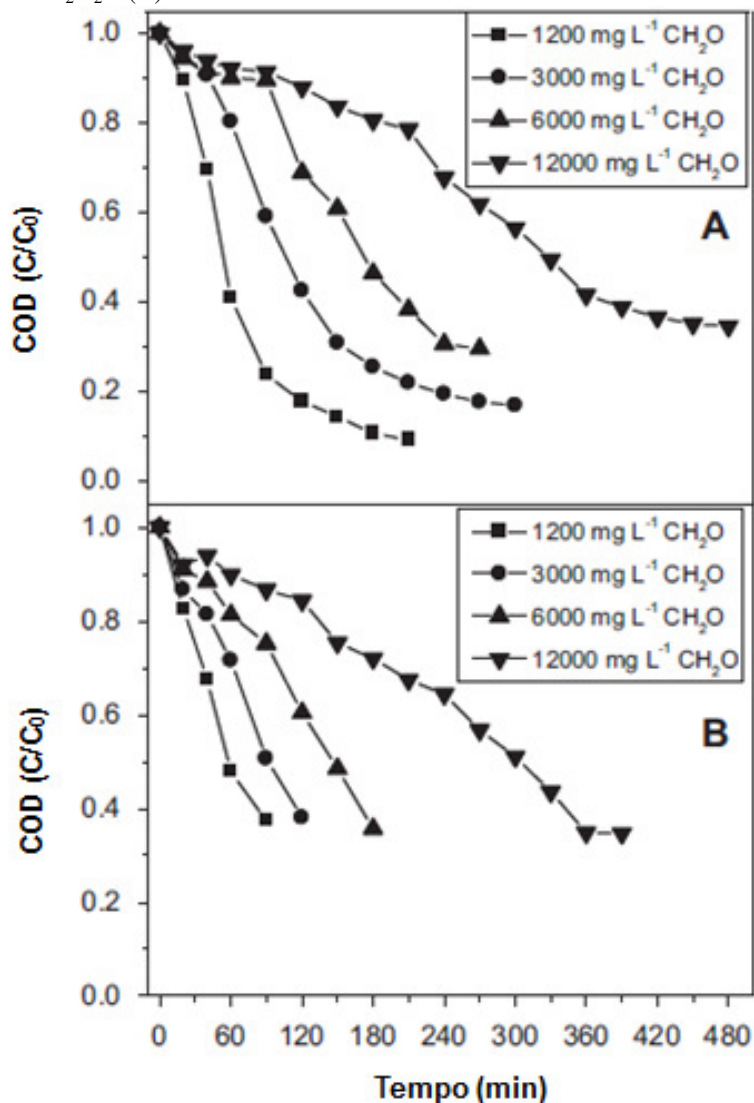 1.0
0.8
0.6
0.4
0.2
0.0
COD (C/C₀)
1200 mg L⁻¹ CH₂O
3000 mg L⁻¹ CH₂O
6000 mg L⁻¹ CH₂O
12000 mg L⁻¹ CH₂O
A
1.0
0.8
0.6
0.4
0.2
0.0
COD (C/C₀)
1200 mg L⁻¹ CH₂O
3000 mg L⁻¹ CH₂O
6000 mg L⁻¹ CH₂O
12000 mg L⁻¹ CH₂O
B
0 60 120 180 240 300 360 420 480
Tempo (min)